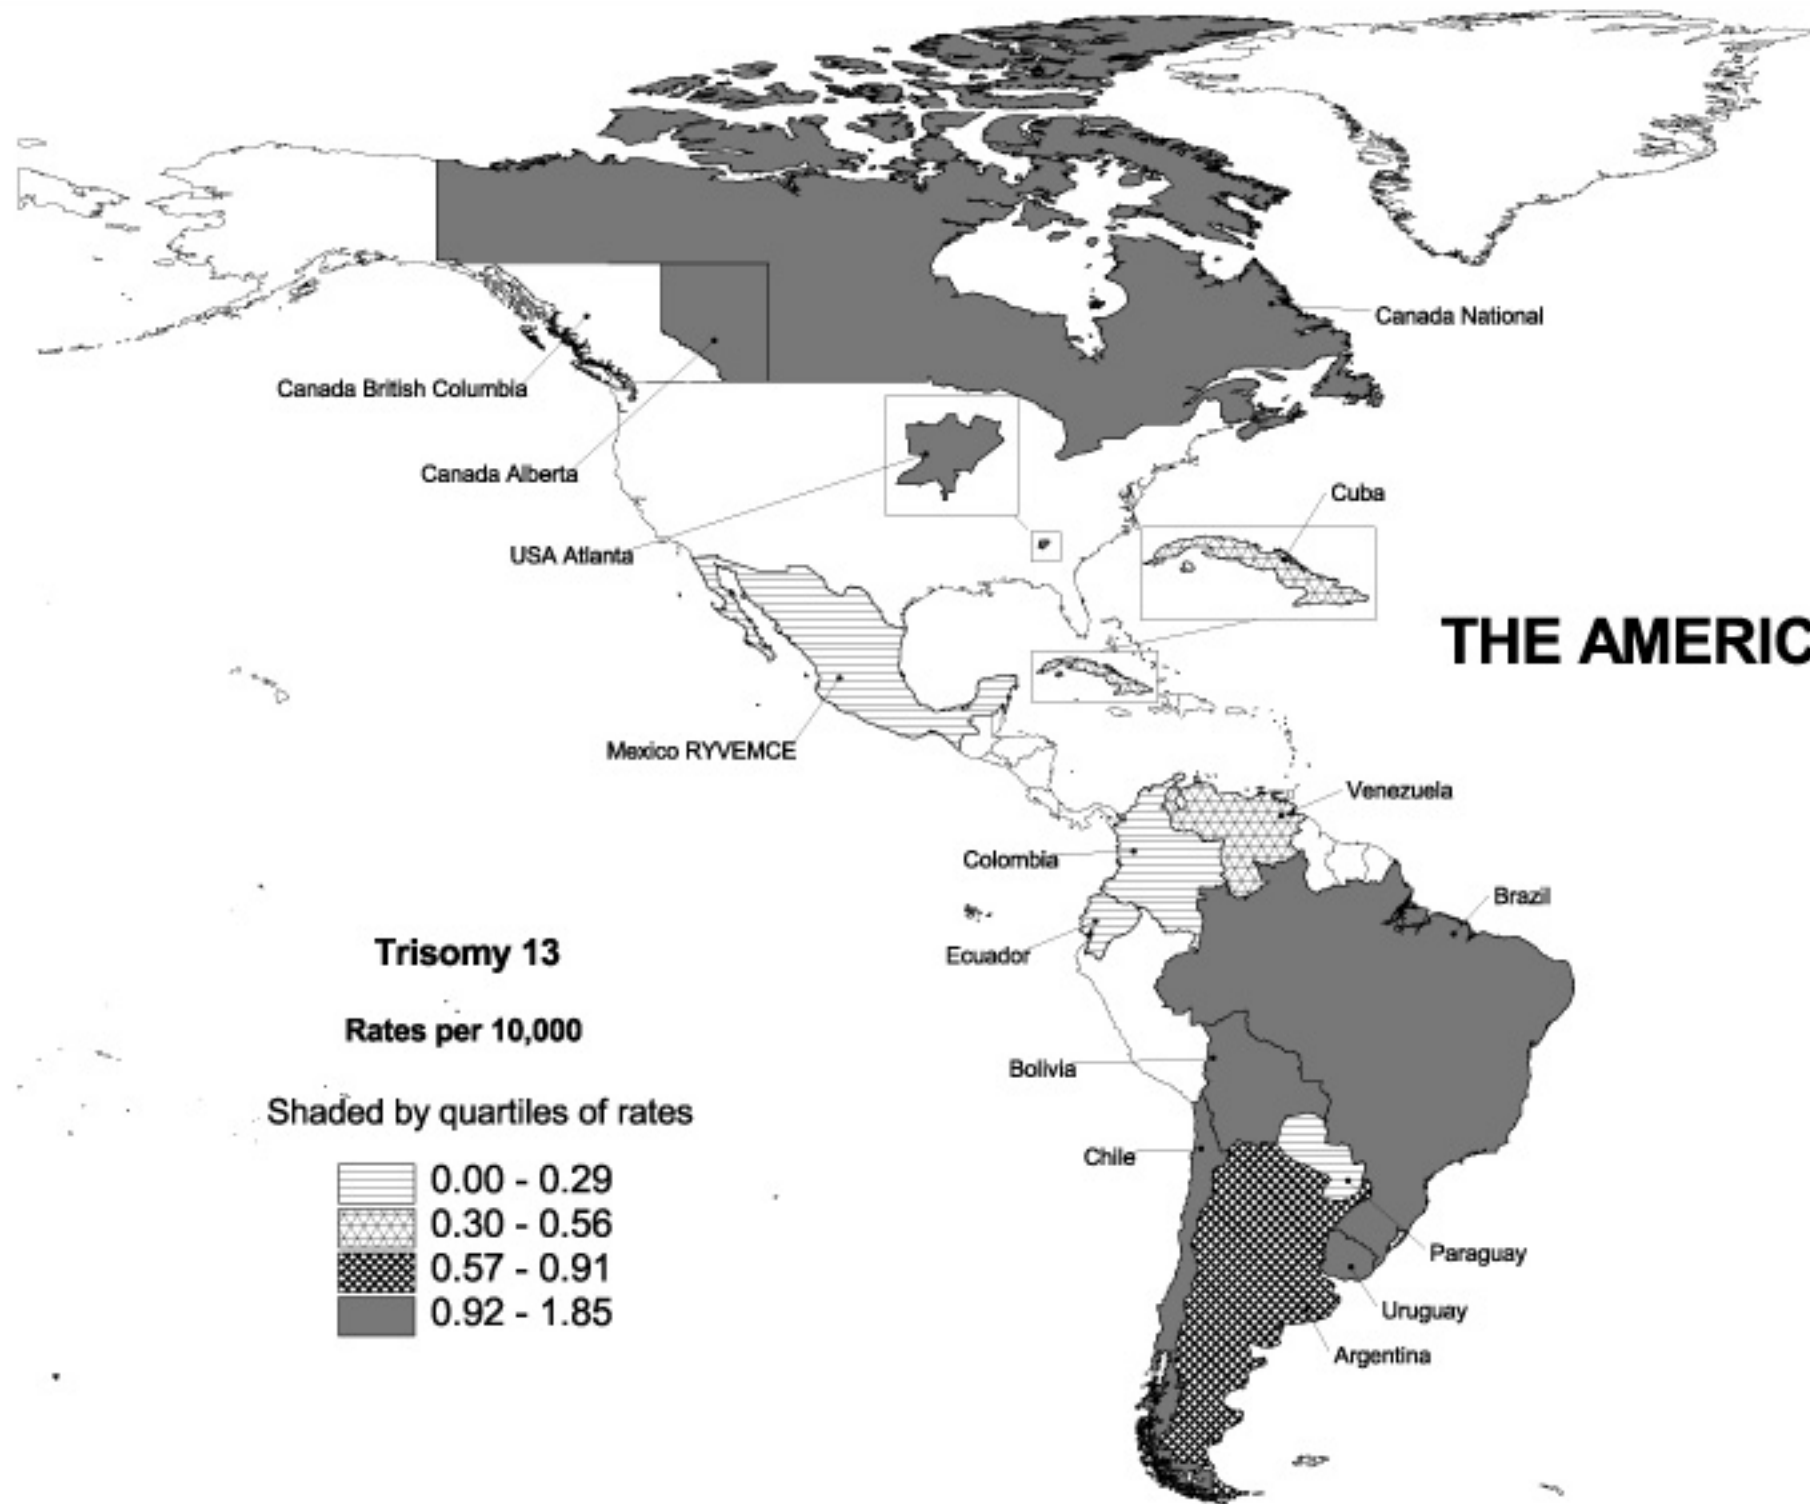 Canada National
Canada British Columbia
Canada Alberta
Cuba
USA Atlanta
THE AMERIC
Mexico RYVEMCE
Venezuela
Colombia
Brazil
Ecuador
Trisomy 13
Rates per 10,000
Bolivia
Shaded by quartiles of rates
Chile
0.00 - 0.29
0.30 - 0.56
0.57 - 0.91
0.92 - 1.85
Paraguay
Uruguay
Argentina